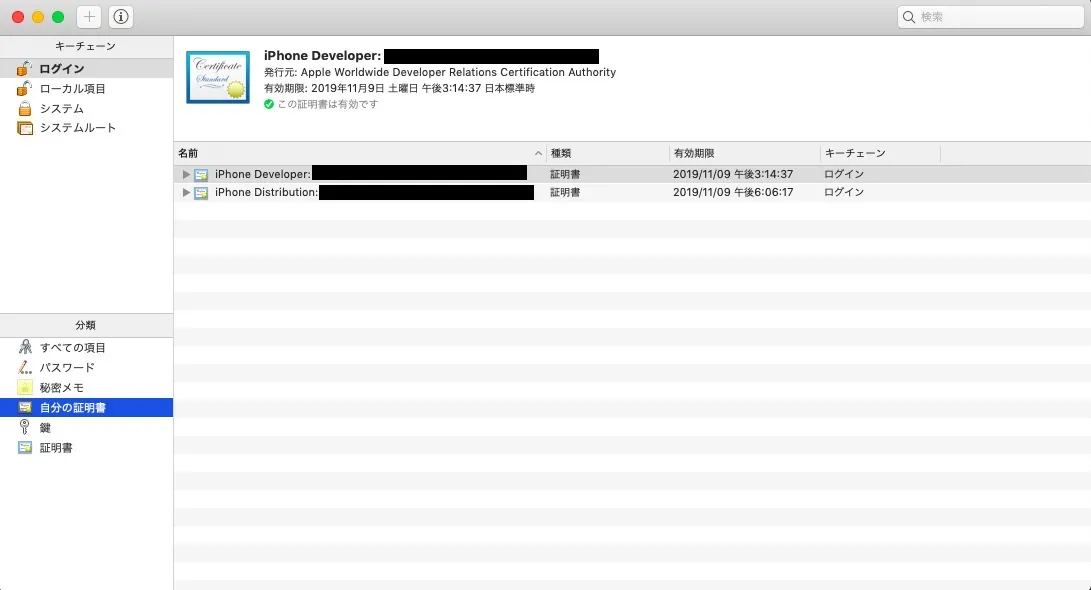 検索
キーチェーン
ログイン
ローカル項目
システム
システムルート
Certificate
Standard
iPhone Developer:
発行元: Apple Worldwide Developer Relations Certification Authority
有効期限: 2019年11月9日 土曜日 午後3:14:37 日本標準時
この証明書は有効です
名前 種類 有効期限 キーチェーン
iPhone Developer: 証明書 2019/11/09 午後3:14:37 ログイン
iPhone Distribution: 証明書 2019/11/09 午後6:06:17 ログイン
分類
すべての項目
パスワード
秘密メモ
自分の証明書
鍵
証明書